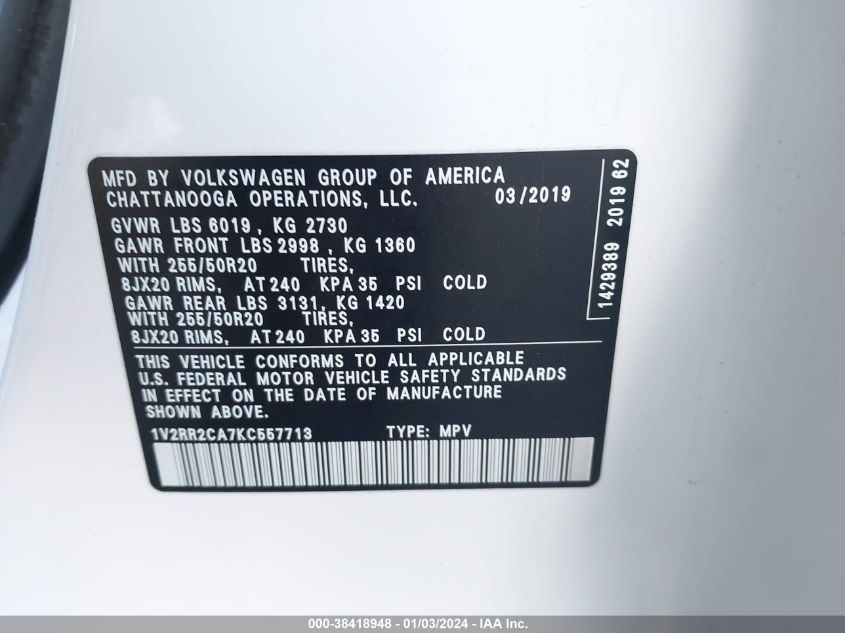 MFD BY VOLKSWAGEN GROUP OF AMERICA
CHATTANOOGA OPERATIONS, LLC. 03/2019
GVWR LBS 6019 , KG 2730
GAWR FRONT LBS 2998 , KG 1360
WITH 255/50R20 TIRES,
8JX20 RIMS, AT 240 KPA 35 PSI COLD
GAWR REAR LBS 3131, KG 1420
WITH 255/50R20 TIRES,
8JX20 RIMS, AT 240 KPA 35 PSI COLD
THIS VEHICLE CONFORMS TO ALL APPLICABLE
U.S. FEDERAL MOTOR VEHICLE SAFETY STANDARDS
IN EFFECT ON THE DATE OF MANUFACTURE
SHOWN ABOVE.
1V2RR2CA7KC557713 TYPE: MPV
1429389 2019 62
000-38418948 - 01/03/2024 - IAA Inc.